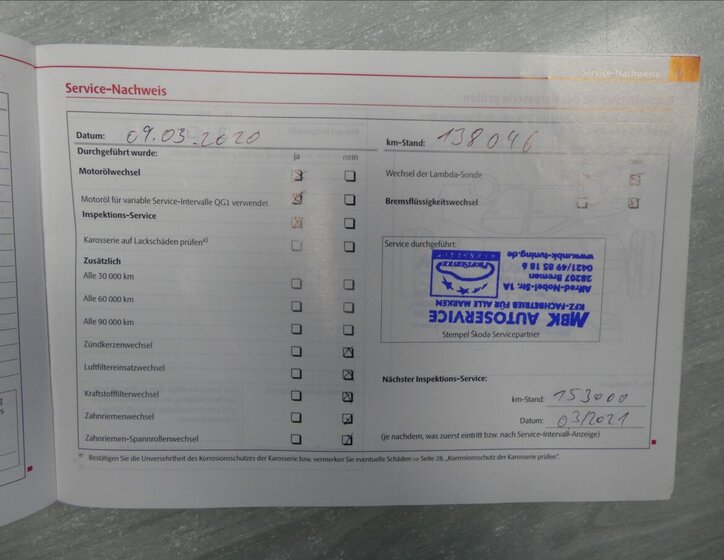 Service-Nachweis
Service-Nachweis
Datum: 09.03.2020
km-Stand: 138046
Durchgeführt wurde:
ja nein
Motorölwechsel
Wechsel der Lambda-Sonde
Motoröl für variable Service-Intervalle QG1 verwendet
Bremsflüssigkeitswechsel
Inspektions-Service
Karosserie auf Lackschäden prüfen a)
Service durchgeführt:
Zusätzlich
Alle 30 000 km
Alle 60 000 km
Alle 90 000 km
MBK AUTOSERVICE
KFZ-FACHBETRIEB FÜR ALLE MARKEN
Alfred-Nobel-Str. 1A
28207 Bremen
0421/49 85 18 6
www.mbk-tuning.de
Stempel Škoda Servicepartner
Zündkerzenwechsel
Luftfiltereinsatzwechsel
Kraftstofffilterwechsel
Zahnriemenwechsel
Zahnriemen-Spannrollenwechsel
Nächster Inspektions-Service:
km-Stand: 153000
Datum: 03/2021
(je nachdem, was zuerst eintritt bzw. nach Service-Intervall-Anzeige)
a) Bestätigen Sie die Unversehrtheit des Korrosionsschutzes der Karosserie bzw. vermerken Sie eventuelle Schäden ⇒ Seite 28, „Korrosionsschutz der Karosserie prüfen“.